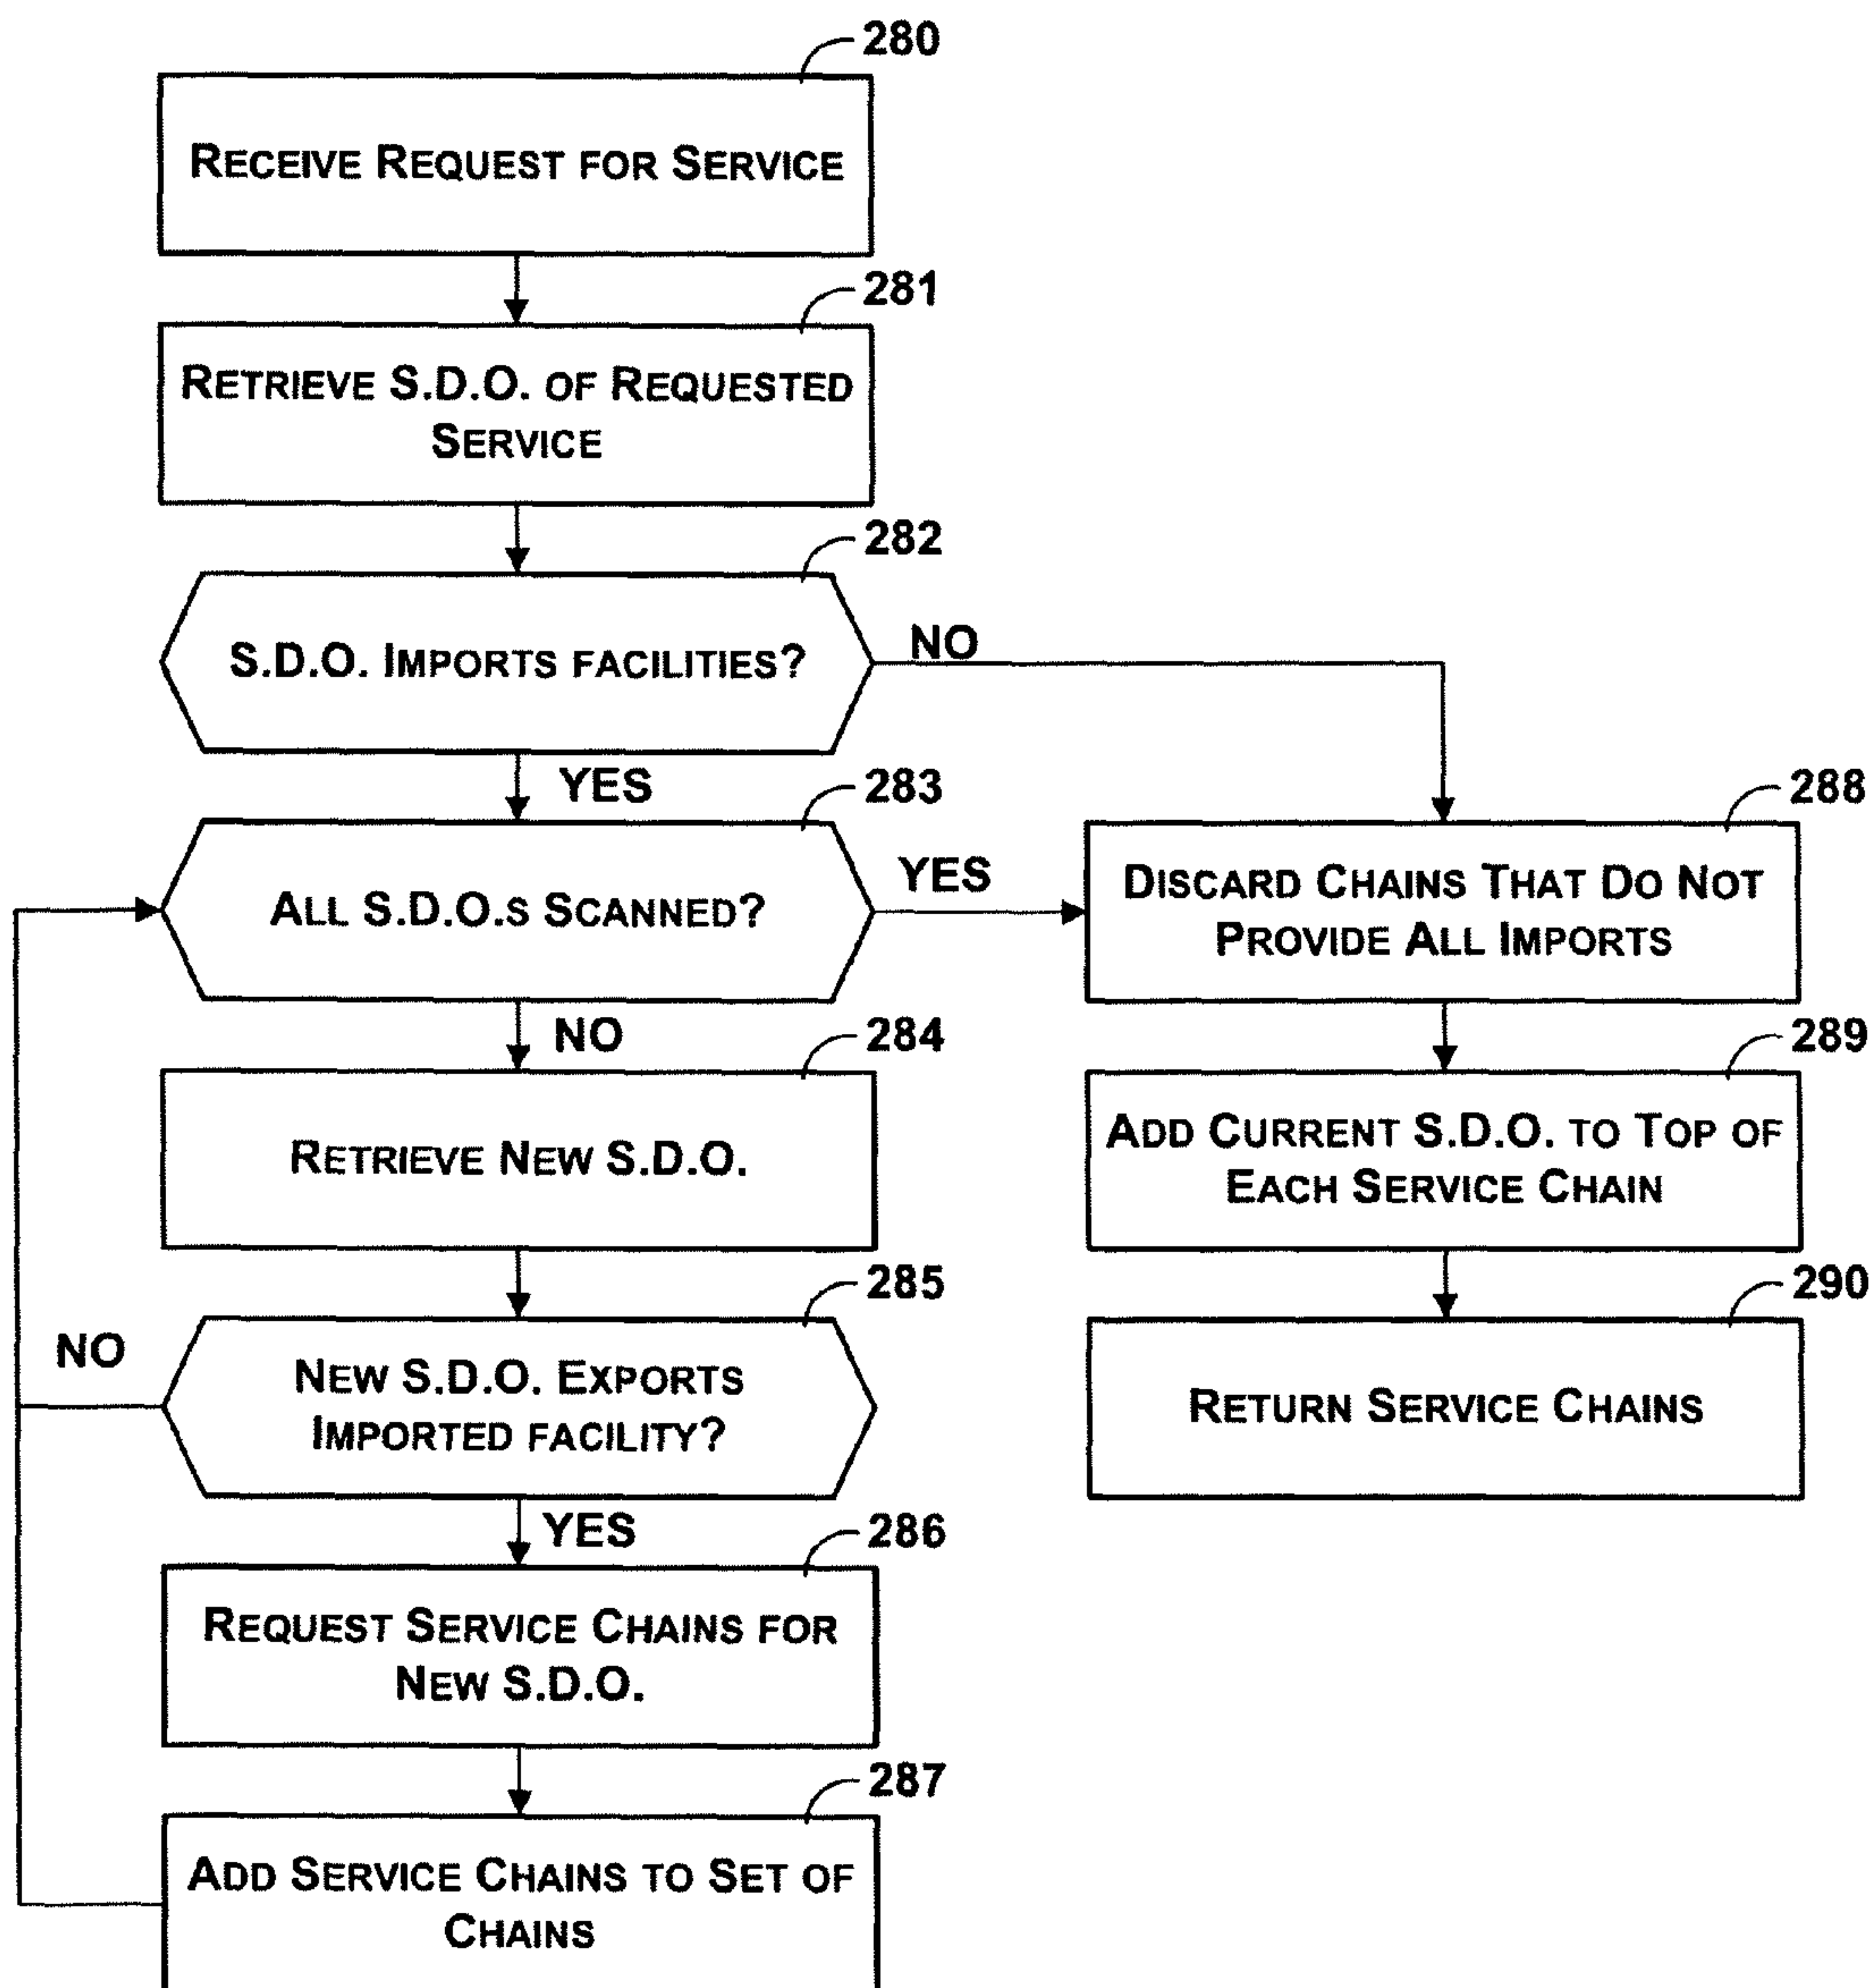 280
RECEIVE REQUEST FOR SERVICE
281
RETRIEVE S.D.O. OF REQUESTED
SERVICE
282
S.D.O. IMPORTS FACILITIES?
NO
YES
283
ALL S.D.O.S SCANNED?
YES
NO
284
RETRIEVE NEW S.D.O.
285
NEW S.D.O. EXPORTS
IMPORTED FACILITY?
NO
YES
286
REQUEST SERVICE CHAINS FOR
NEW S.D.O.
287
ADD SERVICE CHAINS TO SET OF
CHAINS
288
DISCARD CHAINS THAT DO NOT
PROVIDE ALL IMPORTS
289
ADD CURRENT S.D.O. TO TOP OF
EACH SERVICE CHAIN
290
RETURN SERVICE CHAINS